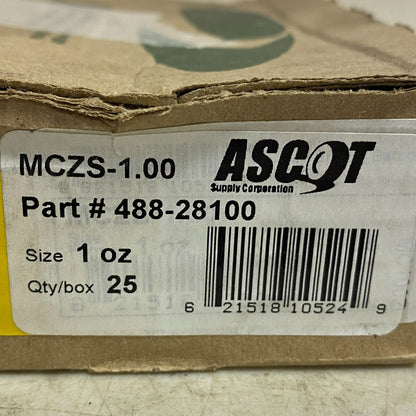 MCZS-1.00
ASCOT
Supply Corporation
Part # 488-28100
Size 1 oz
Qty/box 25
6 21518 10524 9